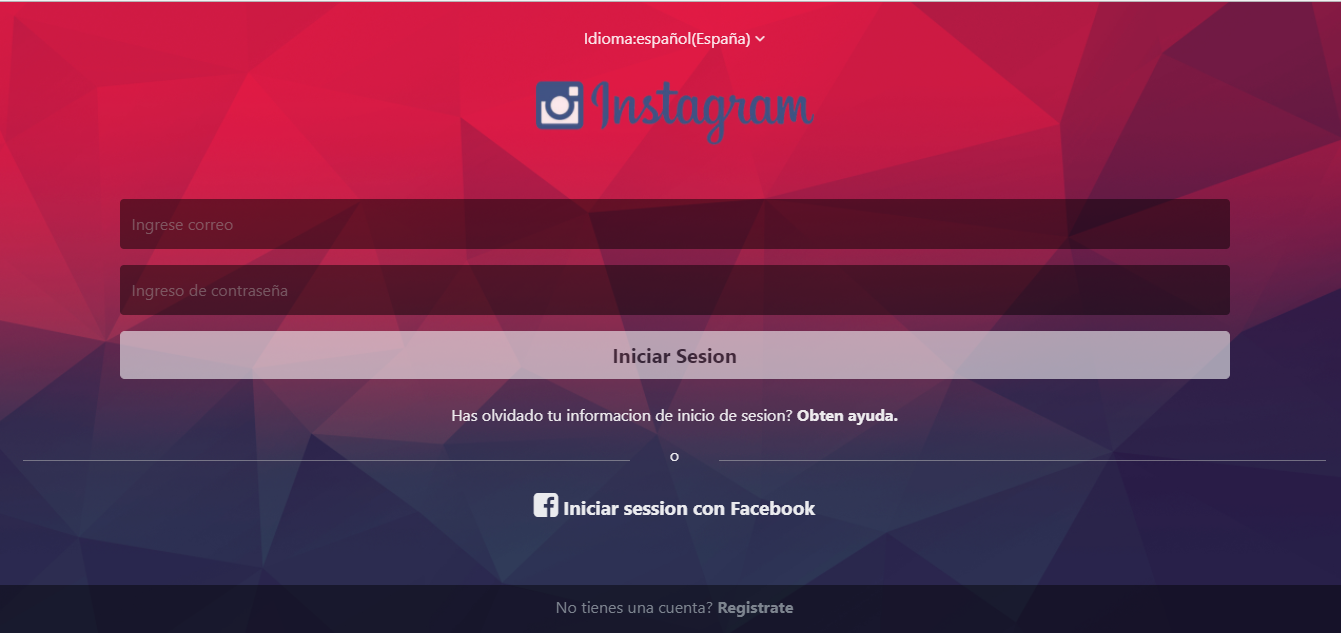 Idioma:español(España)
Instagram
Ingrese correo
Ingreso de contraseña
Iniciar Sesion
Has olvidado tu informacion de inicio de sesion? Obten ayuda.
o
Iniciar session con Facebook
No tienes una cuenta? Registrate